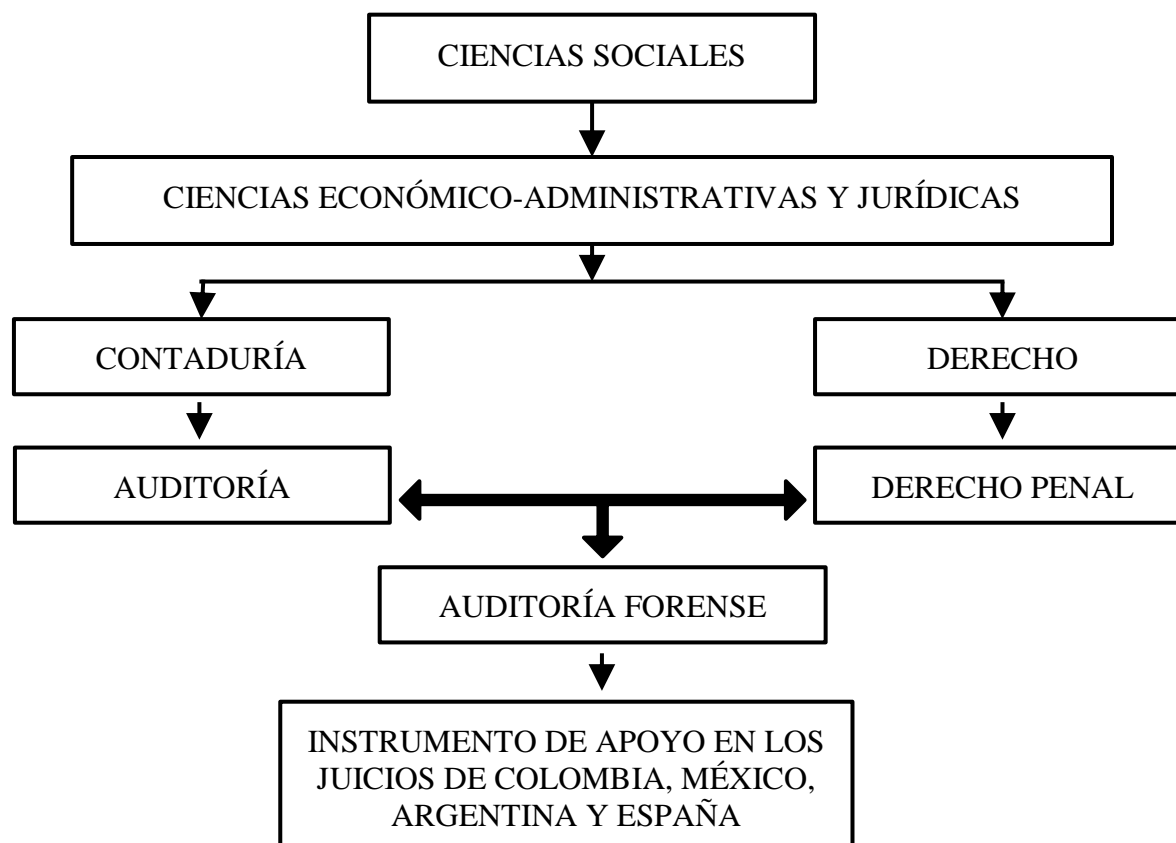 CIENCIAS SOCIALES
CIENCIAS ECONÓMICO-ADMINISTRATIVAS Y JURÍDICAS
CONTADURÍA
DERECHO
AUDITORÍA
DERECHO PENAL
AUDITORÍA FORENSE
INSTRUMENTO DE APOYO EN LOS
JUICIOS DE COLOMBIA, MÉXICO,
ARGENTINA Y ESPAÑA